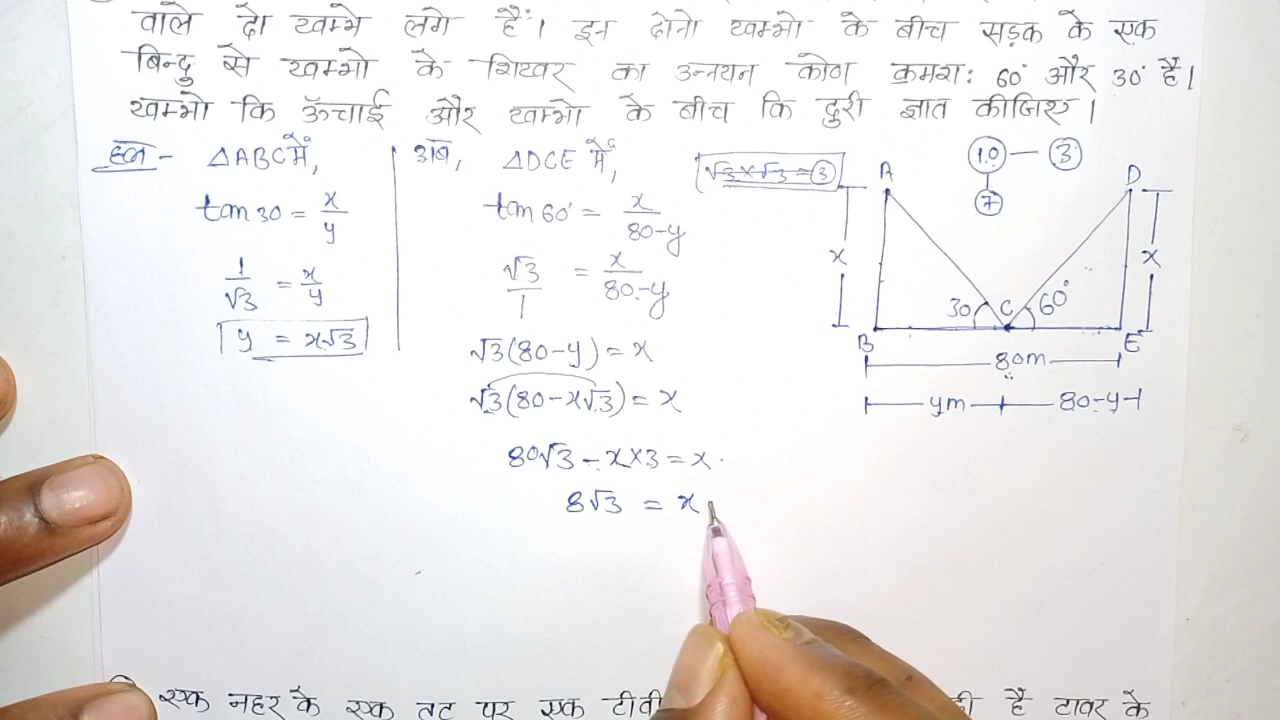 वाले दो खम्भे लगे हैं। इन दोनो खम्भो के बीच सड़क के एक
बिन्दु से खम्भो के शिखर का उन्नयन कोण क्रमशः 60° और 30° है।
खम्भो कि ऊँचाई और खम्भो के बीच कि दुरी ज्ञात कीजिए।
हल - △ABC में,
tan 30 = x/y
1/√3 = x/y
y = x√3
अब, △DCE में,
tan 60° = x/80-y
√3/1 = x/80-y
√3(80-y) = x
√3(80-x√3) = x
80√3 - x×3 = x
8√3 = x
√3×√3 = 3
10 — 3
7
A
D
x
x
30 C 60°
B
E
80m
ym
80-y
एक नहर के एक तट पर एक टीवी
है टावर के